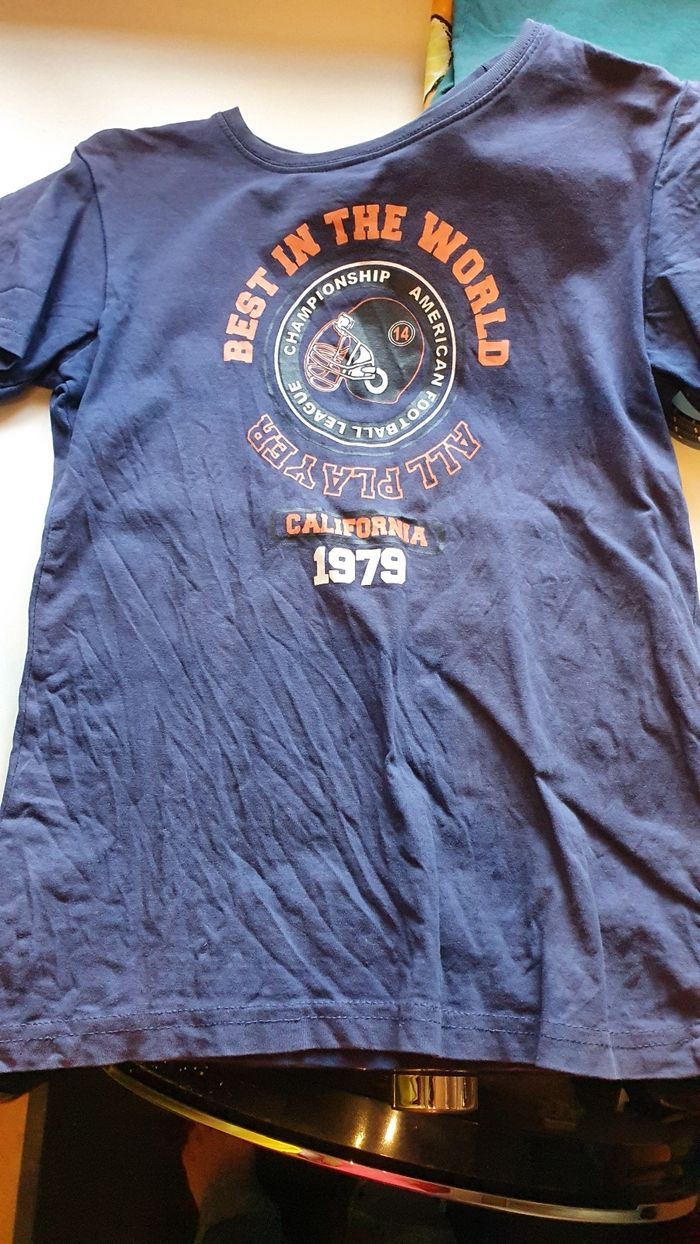 BEST IN THE WORLD
CHAMPIONSHIP AMERICAN FOOTBALL LEAGUE
14
ALL PLAYER
CALIFORNIA
1979